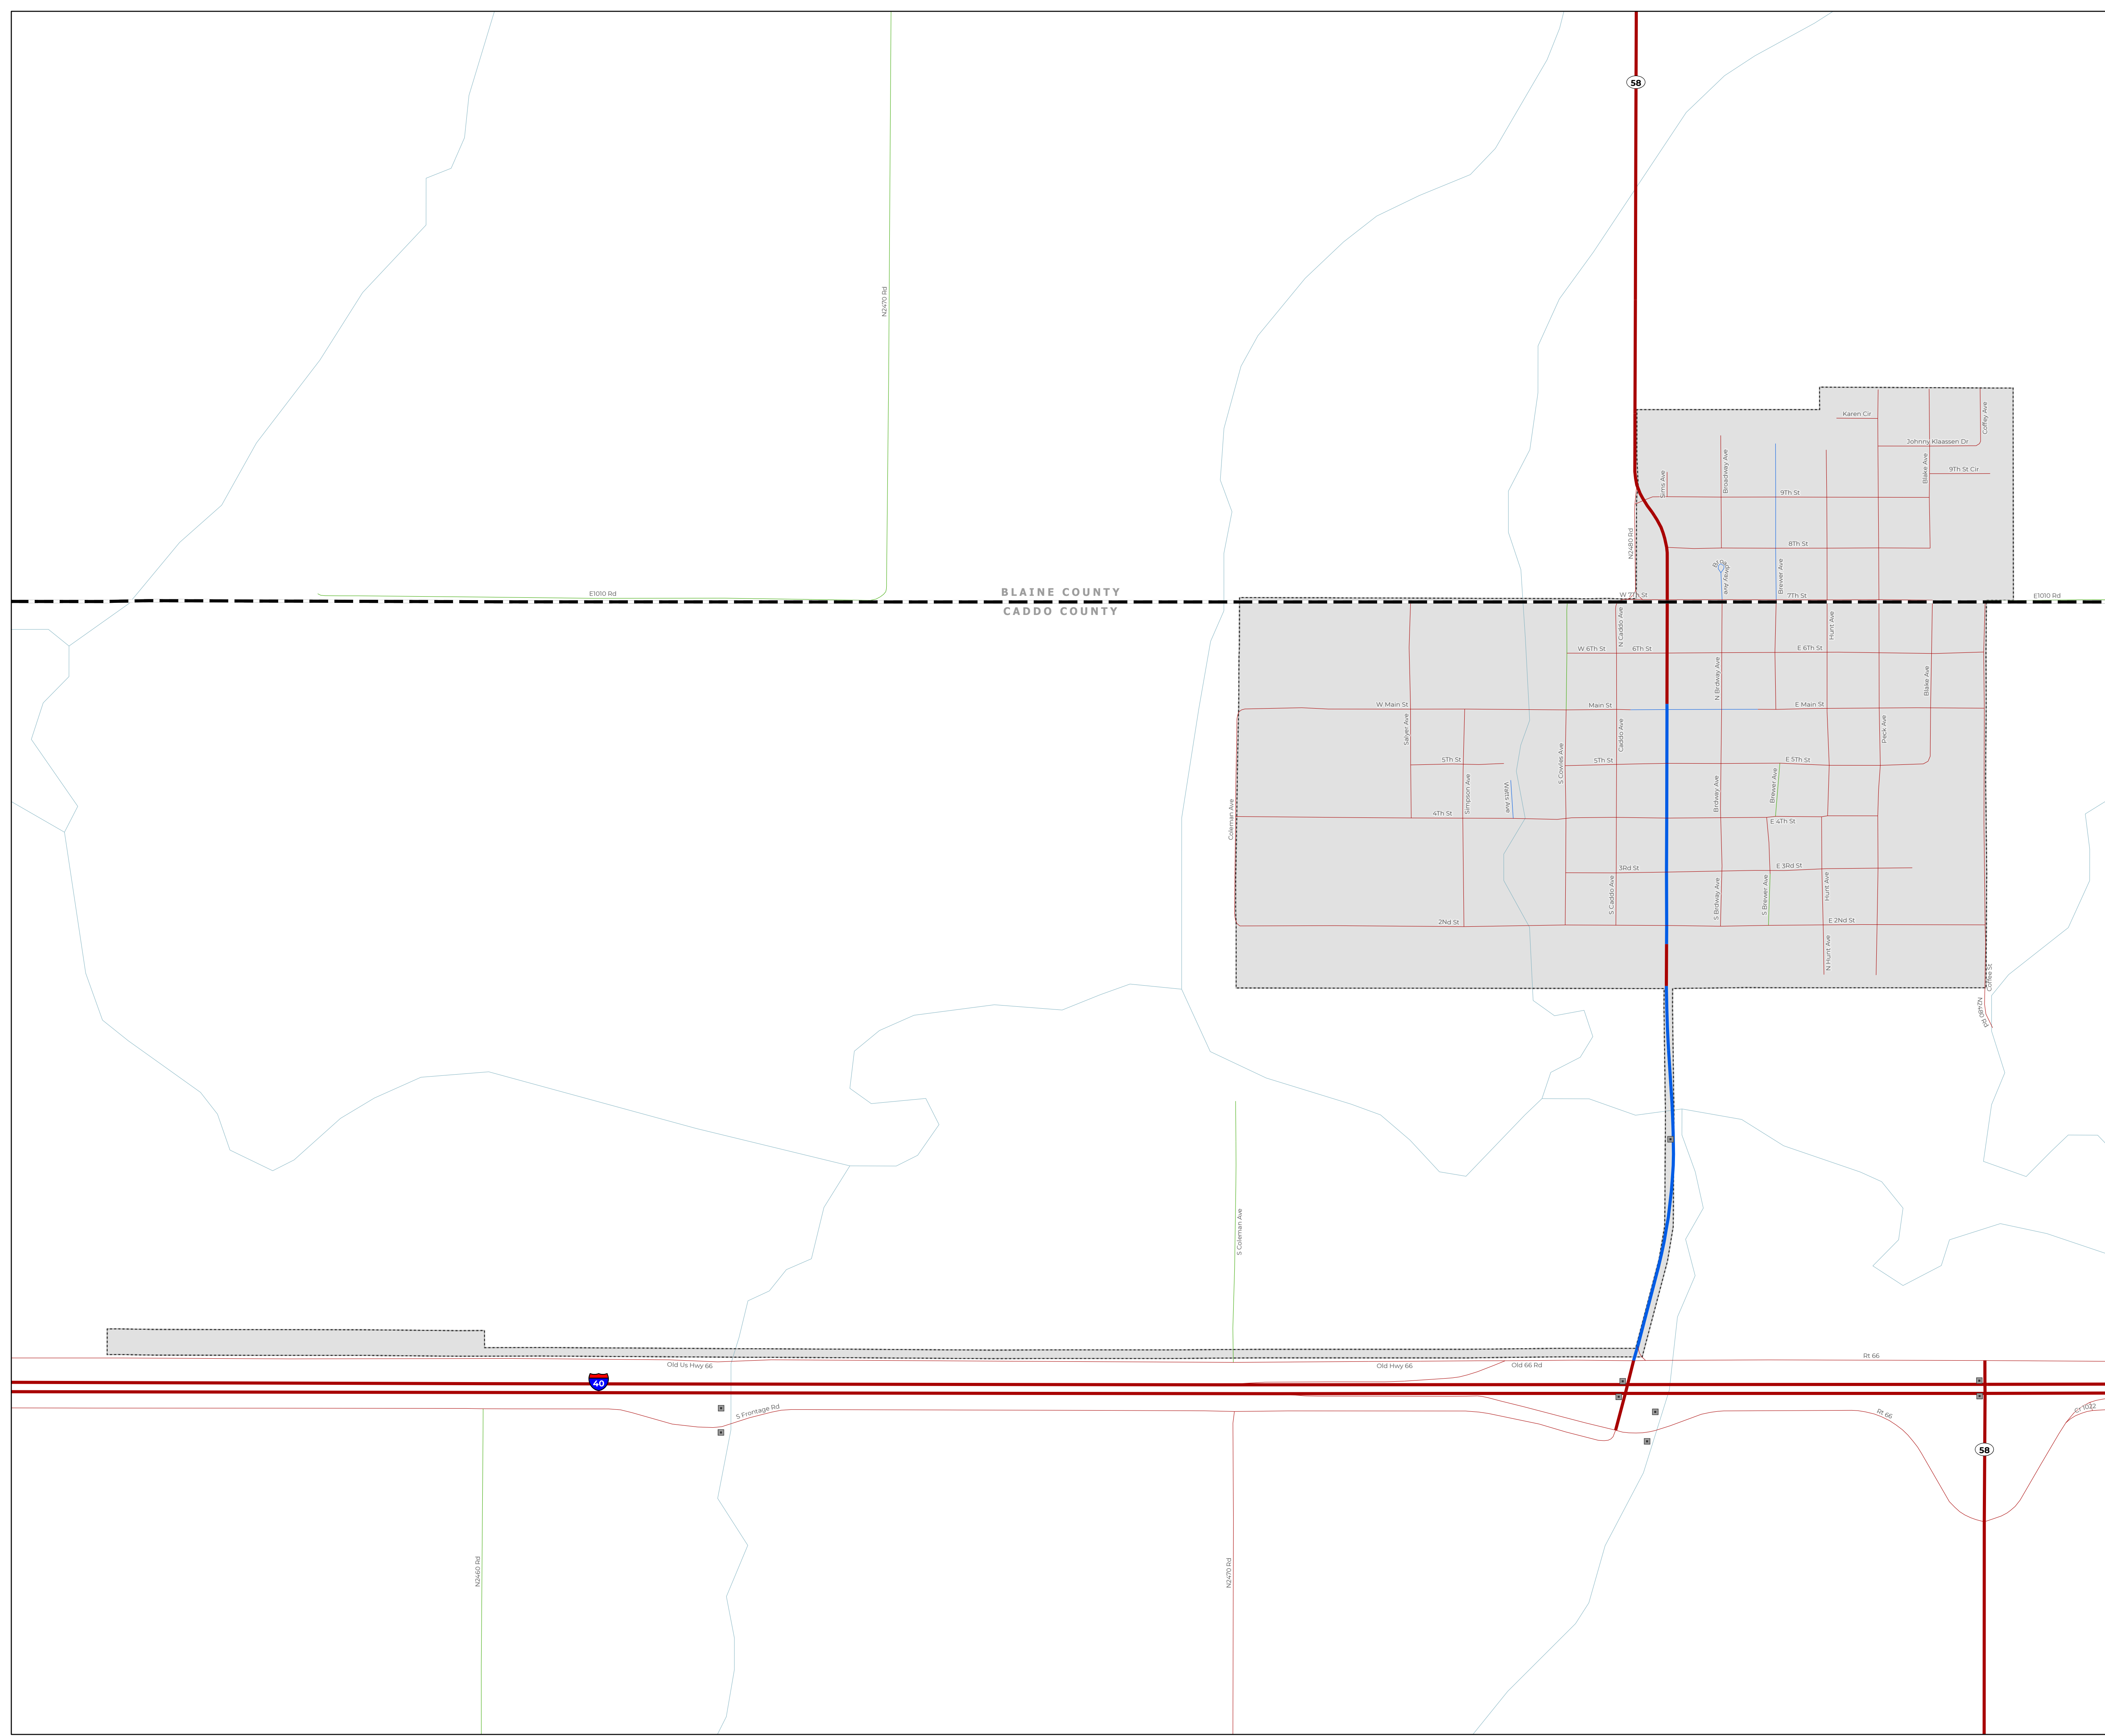 58
N2470 Rd
Karen Cir
Coffey Ave
Johnny Klaassen Dr
Broadway Ave
Blake Ave
9Th St Cir
Sims Ave
9Th St
N2480 Rd
8Th St
Brewer Ave
E1010 Rd
BLAINE COUNTY
CADDO COUNTY
W 7Th St
7Th St
E1010 Rd
N Caddo Ave
Hunt Ave
W 6Th St
6Th St
E 6Th St
N Brdway Ave
Blake Ave
W Main St
Main St
E Main St
Salyer Ave
Caddo Ave
Peck Ave
S Cowles Ave
5Th St
5Th St
E 5Th St
Simpson Ave
Watts Ave
Brdway Ave
Brewer Ave
Coleman Ave
4Th St
E 4Th St
3Rd St
E 3Rd St
S Caddo Ave
S Brdway Ave
S Brewer Ave
Hunt Ave
2Nd St
E 2Nd St
N Hunt Ave
Coffee St
N2480 Rd
S Coleman Ave
Old Us Hwy 66
Old Hwy 66
Old 66 Rd
Rt 66
40
S Frontage Rd
Rt 66
Cr 1022
58
N2460 Rd
N2470 Rd